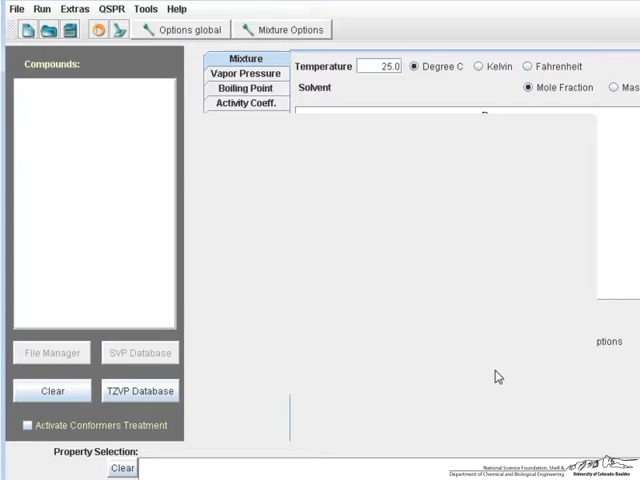 File Run Extras QSPR Tools Help
Options global Mixture Options
Compounds:
Mixture
Vapor Pressure
Boiling Point
Activity Coeff.
Temperature 25.0 Degree C Kelvin Fahrenheit
Solvent Mole Fraction Mas
ptions
File Manager SVP Database
Clear TZVP Database
Activate Conformers Treatment
Property Selection:
Clear
National Science Foundation, Shell &
Department of Chemical and Biological Engineering
University of Colorado Boulder